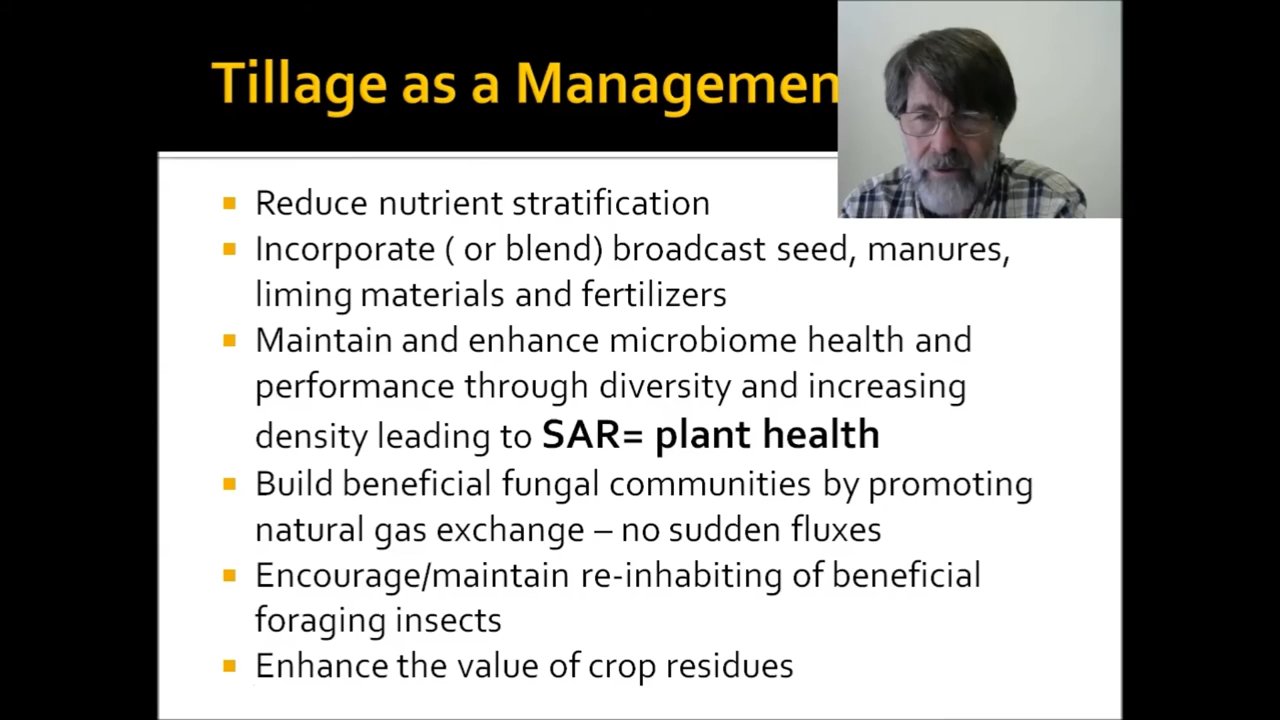 Tillage as a Managemen
Reduce nutrient stratification
Incorporate ( or blend) broadcast seed, manures,
liming materials and fertilizers
Maintain and enhance microbiome health and
performance through diversity and increasing
density leading to SAR= plant health
Build beneficial fungal communities by promoting
natural gas exchange – no sudden fluxes
Encourage/maintain re-inhabiting of beneficial
foraging insects
Enhance the value of crop residues